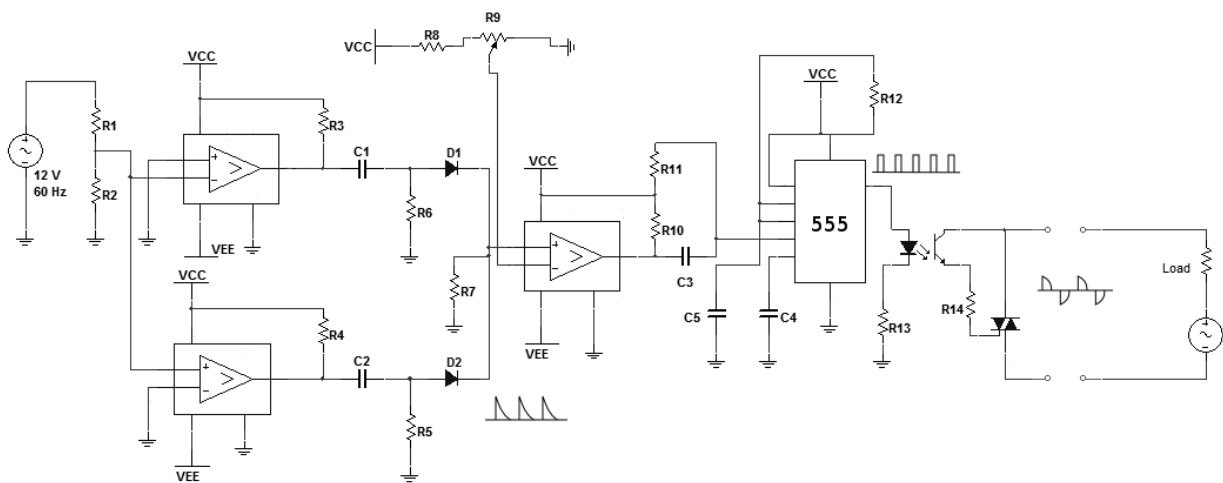 R9
R8
VCC
VCC
VCC
R12
R1
R3
12 V
60 Hz
R2
C1
D1
R6
VEE
VCC
R11
R10
555
R7
C3
Load
VCC
R4
C2
D2
VEE
C5
C4
R13
R14
R5
VEE